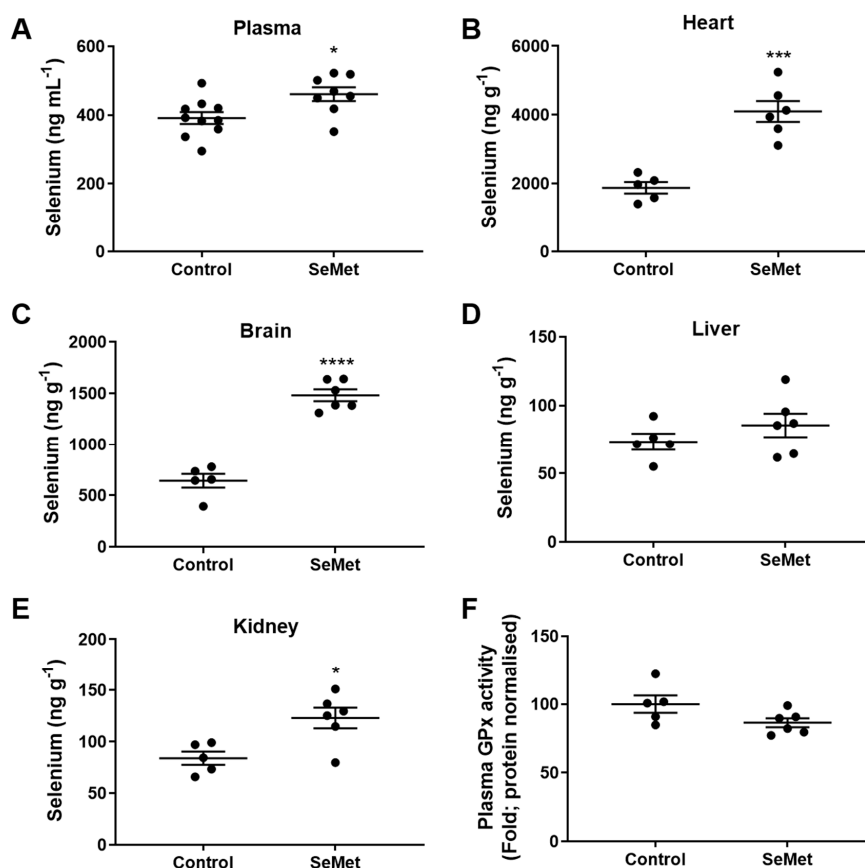 A
Plasma
*
Selenium (ng mL⁻¹)
600
400
200
0
Control
SeMet
B
Heart
***
Selenium (ng g⁻¹)
6000
4000
2000
0
Control
SeMet
C
Brain
****
Selenium (ng g⁻¹)
2000
1500
1000
500
0
Control
SeMet
D
Liver
Selenium (ng g⁻¹)
150
100
50
0
Control
SeMet
E
Kidney
*
Selenium (ng g⁻¹)
200
150
100
50
0
Control
SeMet
F
Plasma GPx activity
(Fold; protein normalised)
150
100
50
0
Control
SeMet